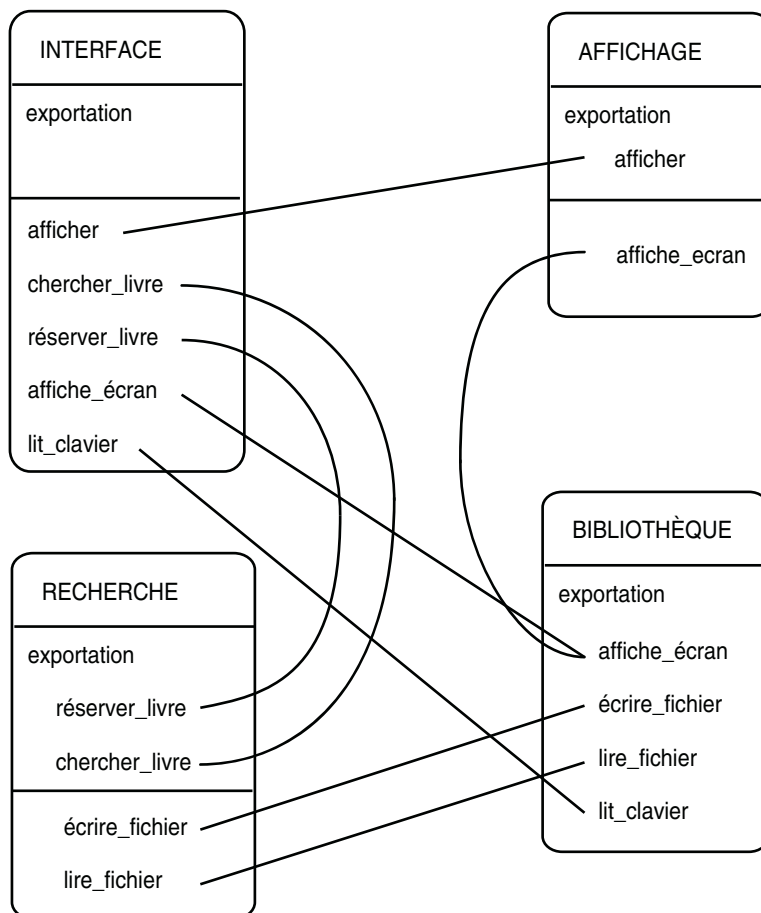 INTERFACE
exportation
afficher
chercher_livre
réserver_livre
affiche_écran
lit_clavier
AFFICHAGE
exportation
afficher
affiche_ecran
RECHERCHE
exportation
réserver_livre
chercher_livre
écrire_fichier
lire_fichier
BIBLIOTHÈQUE
exportation
affiche_écran
écrire_fichier
lire_fichier
lit_clavier